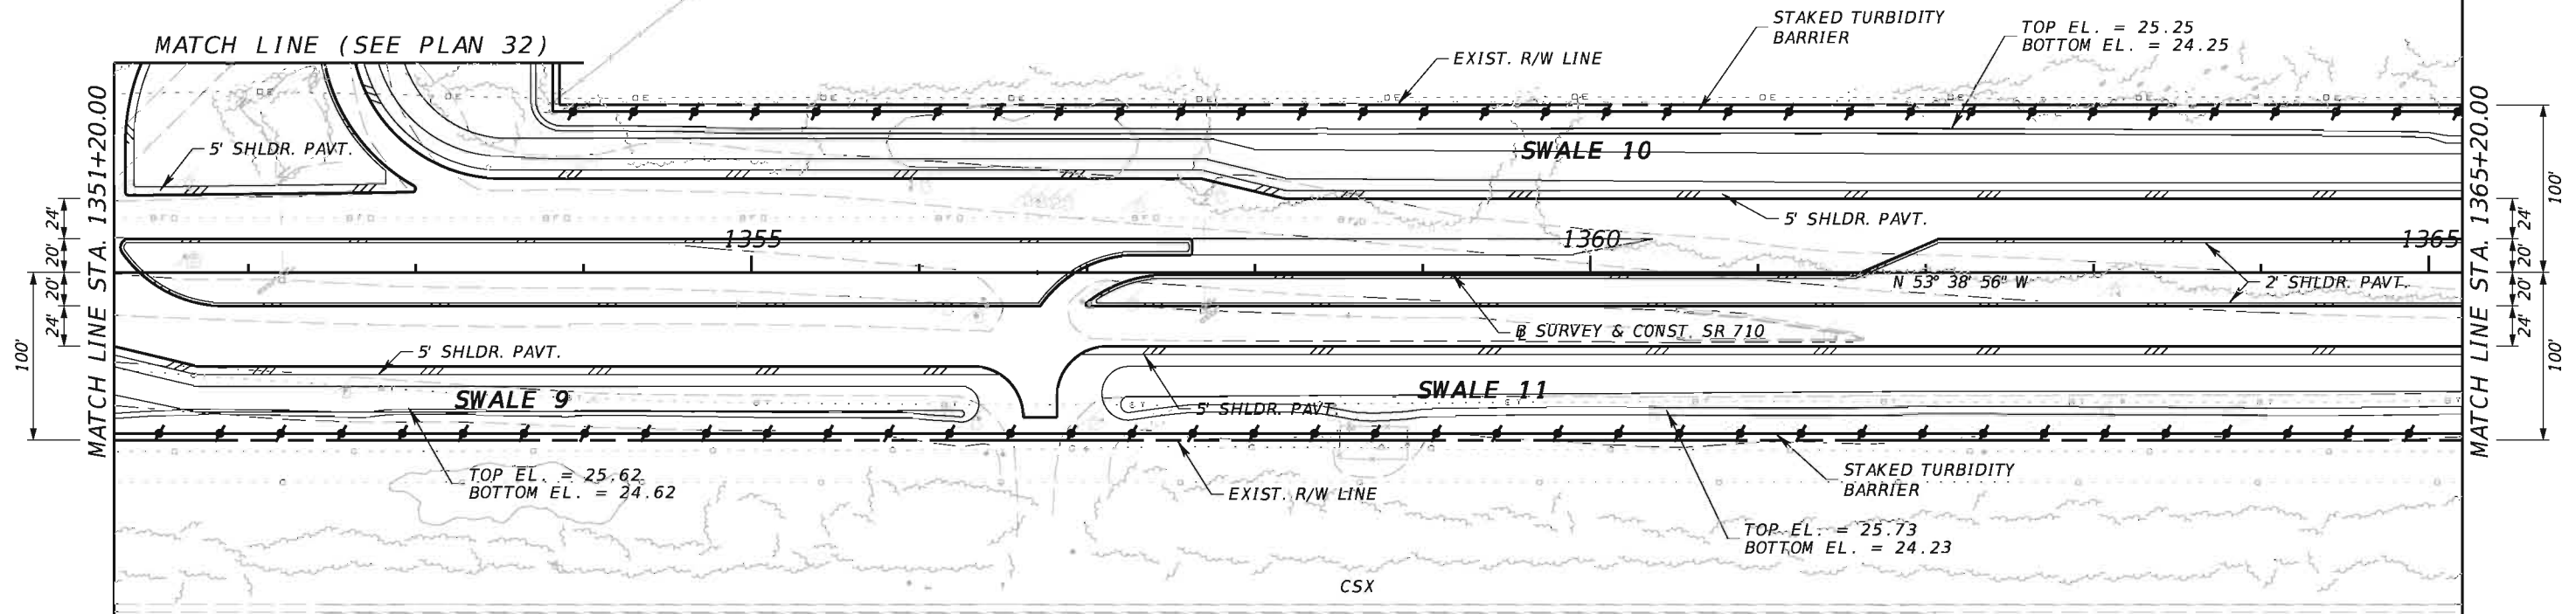 STAKED TURBIDITY
BARRIER
TOP EL. = 25.25
BOTTOM EL. = 24.25
MATCH LINE (SEE PLAN 32)
EXIST. R/W LINE
5' SHLDR. PAVT.
SWALE 10
5' SHLDR. PAVT.
MATCH LINE STA. 1351+20.00
24'
20'
20'
24'
100'
1355
1360
1365
N 53° 38' 56" W
2' SHLDR. PAVT.
B SURVEY & CONST. SR 710
5' SHLDR. PAVT.
SWALE 9
SWALE 11
5' SHLDR. PAVT.
MATCH LINE STA. 1365+20.00
24'
20'
20'
24'
100'
100'
TOP EL. = 25.62
BOTTOM EL. = 24.62
EXIST. R/W LINE
STAKED TURBIDITY
BARRIER
TOP EL. = 25.73
BOTTOM EL. = 24.23
CSX